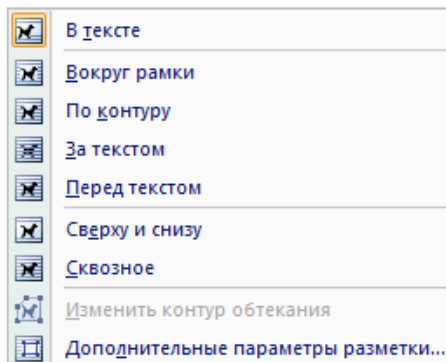 В тексте
Вокруг рамки
По контуру
За текстом
Перед текстом
Сверху и снизу
Сквозное
Изменить контур обтекания
Дополнительные параметры разметки...